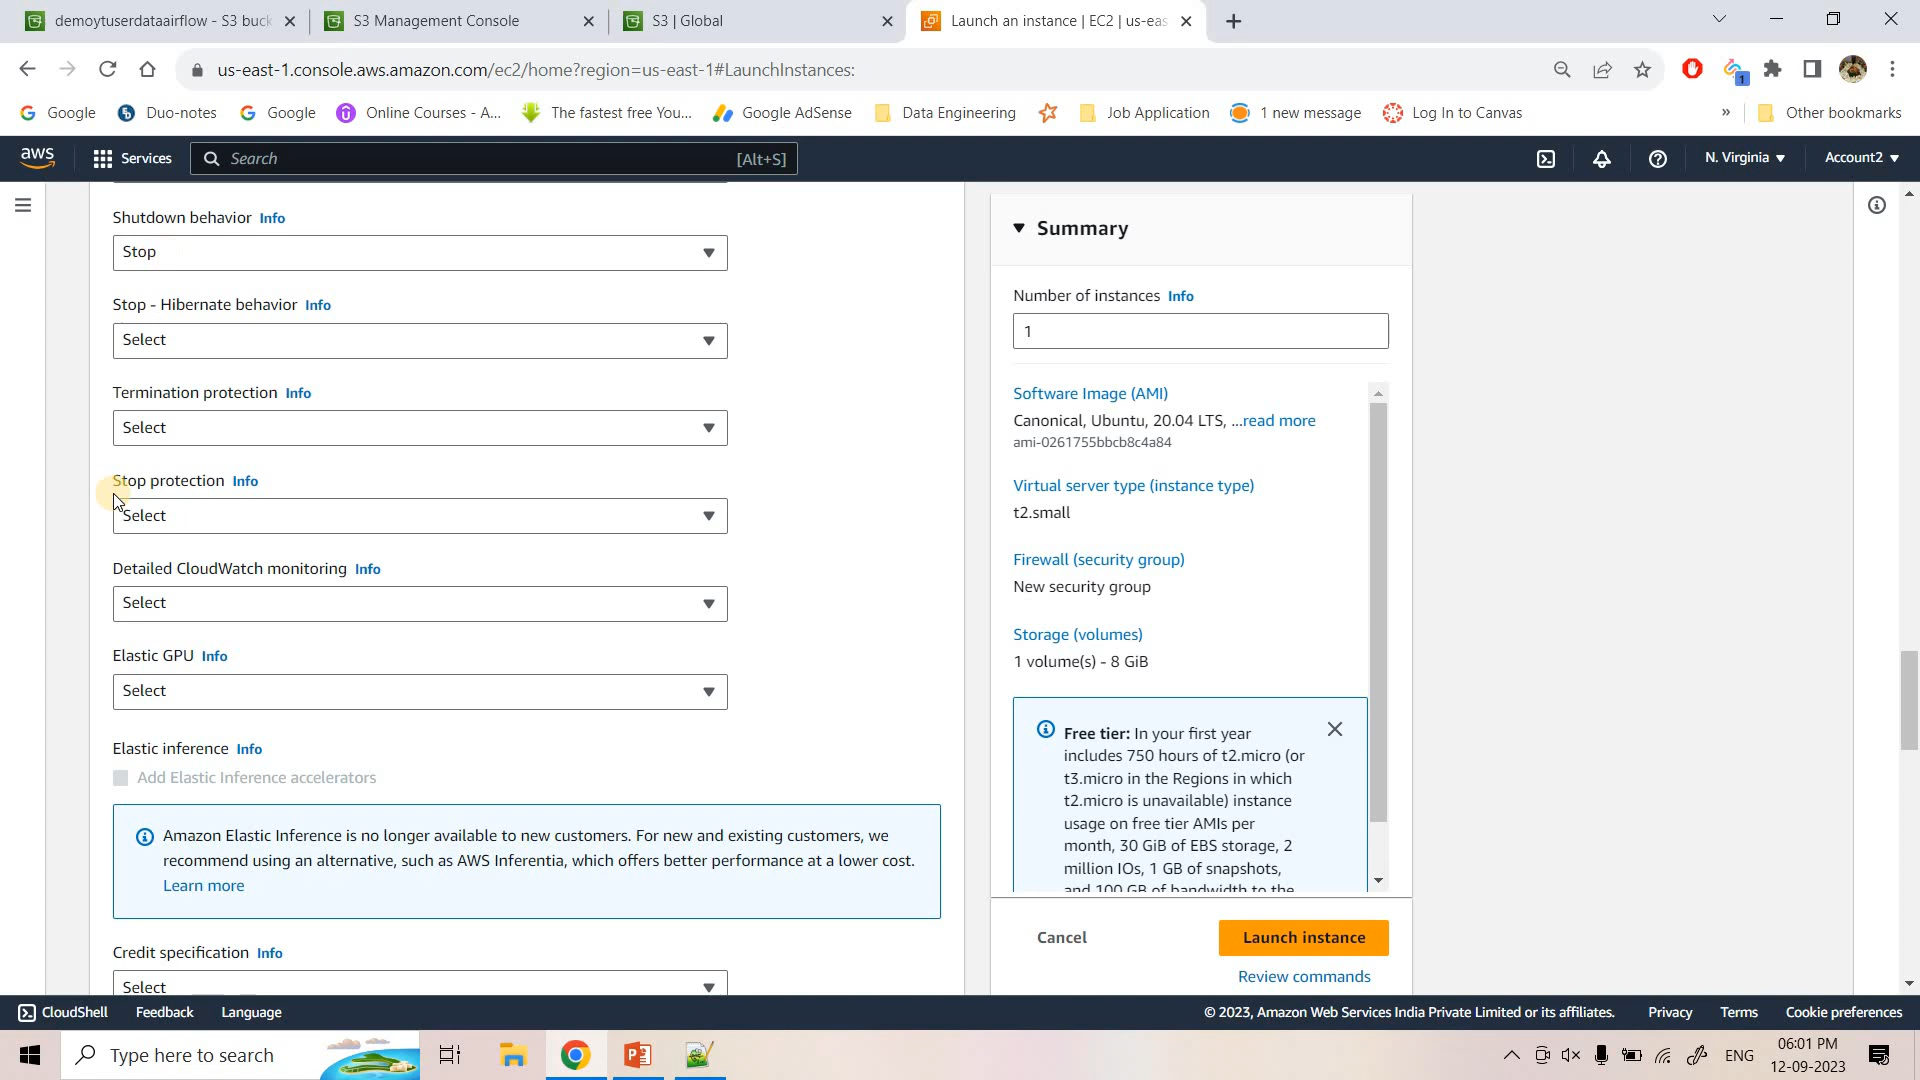 demoytuserdataairflow - S3 buck
S3 Management Console
S3 | Global
Launch an instance | EC2 | us-eas
us-east-1.console.aws.amazon.com/ec2/home?region=us-east-1#LaunchInstances:
1
Google
Duo-notes
Google
Online Courses - A...
The fastest free You...
Google AdSense
Data Engineering
Job Application
1 new message
Log In to Canvas
»
Other bookmarks
aws
Services
Search
[Alt+S]
N. Virginia
Account2
Shutdown behavior Info
Stop
Stop - Hibernate behavior Info
Select
Termination protection Info
Select
Stop protection Info
Select
Detailed CloudWatch monitoring Info
Select
Elastic GPU Info
Select
Elastic inference Info
Add Elastic Inference accelerators
Amazon Elastic Inference is no longer available to new customers. For new and existing customers, we
recommend using an alternative, such as AWS Inferentia, which offers better performance at a lower cost.
Learn more
Credit specification Info
Select
Summary
Number of instances Info
1
Software Image (AMI)
Canonical, Ubuntu, 20.04 LTS, ...read more
ami-0261755bbcb8c4a84
Virtual server type (instance type)
t2.small
Firewall (security group)
New security group
Storage (volumes)
1 volume(s) - 8 GiB
Free tier: In your first year
includes 750 hours of t2.micro (or
t3.micro in the Regions in which
t2.micro is unavailable) instance
usage on free tier AMIs per
month, 30 GiB of EBS storage, 2
million IOs, 1 GB of snapshots,
and 100 GB of bandwidth to the
Cancel
Launch instance
Review commands
CloudShell
Feedback
Language
© 2023, Amazon Web Services India Private Limited or its affiliates.
Privacy
Terms
Cookie preferences
Type here to search
ENG
06:01 PM
12-09-2023